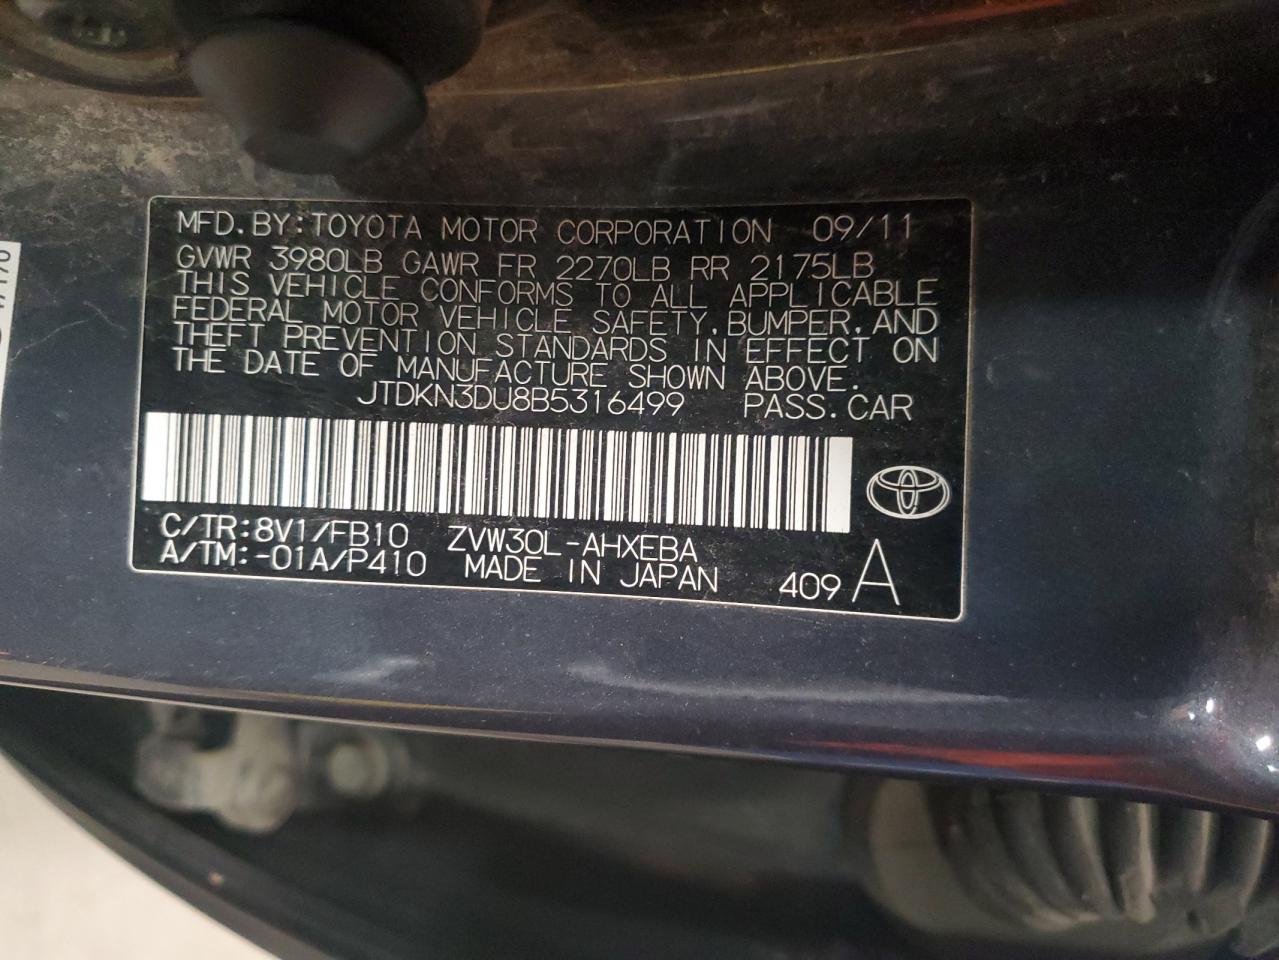 MFD.BY:TOYOTA MOTOR CORPORATION 09/11
GVWR 3980LB GAWR FR 2270LB RR 2175LB
THIS VEHICLE CONFORMS TO ALL APPLICABLE
FEDERAL MOTOR VEHICLE SAFETY,BUMPER,AND
THEFT PREVENTION STANDARDS IN EFFECT ON
THE DATE OF MANUFACTURE SHOWN ABOVE.
JTDKN3DU8B5316499 PASS.CAR
C/TR:8V1/FB10 ZVW30L-AHXEBA
A/TM:-01A/P410 MADE IN JAPAN 409 A